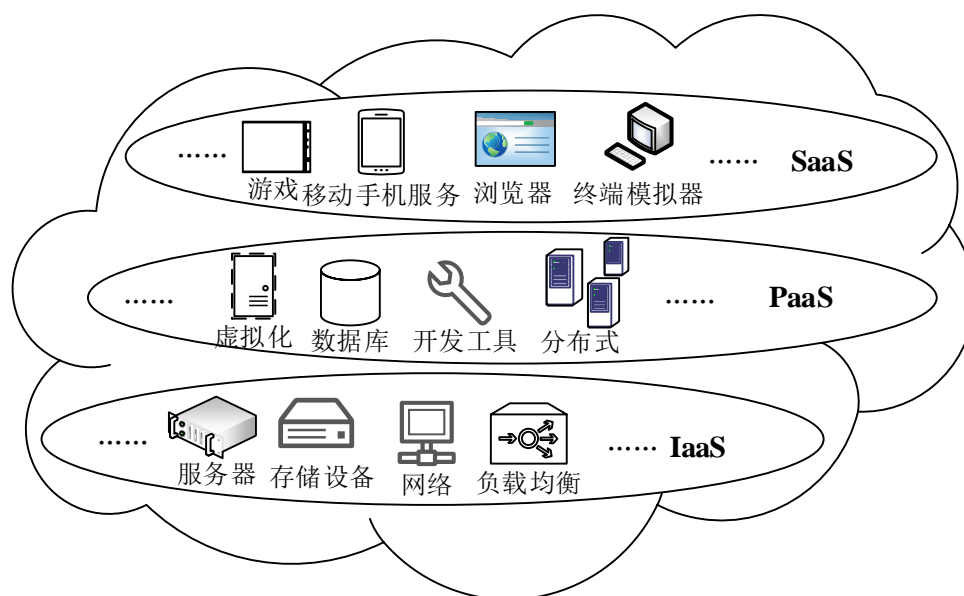 …… …… SaaS
游戏 移动手机服务 浏览器 终端模拟器
…… …… PaaS
虚拟化 数据库 开发工具 分布式
…… …… IaaS
服务器 存储设备 网络 负载均衡